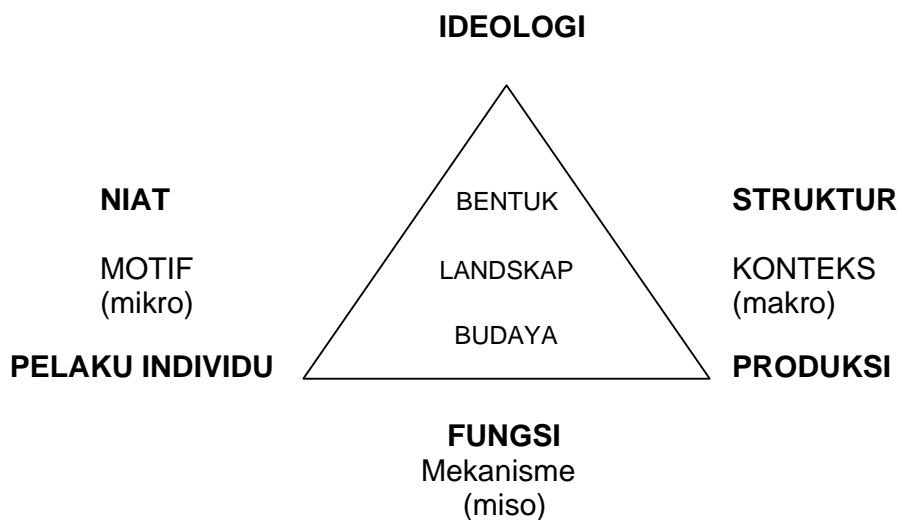 IDEOLOGI
NIAT
BENTUK
STRUKTUR
MOTIF
(mikro)
LANDSKAP
KONTEKS
(makro)
BUDAYA
PELAKU INDIVIDU
PRODUKSI
FUNGSI
Mekanisme
(miso)